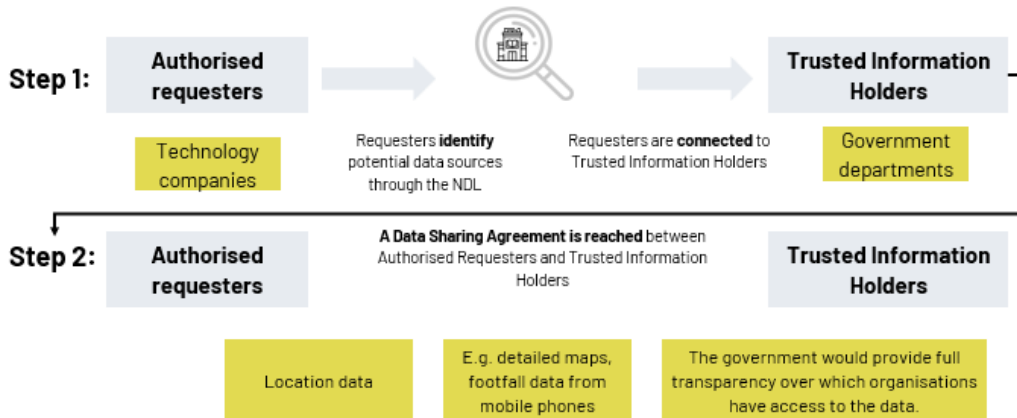 Step 1:
Authorised
requesters
Trusted Information
Holders
Technology
companies
Requesters identify
potential data sources
through the NDL
Requesters are connected to
Trusted Information Holders
Government
departments
Step 2:
Authorised
requesters
A Data Sharing Agreement is reached between
Authorised Requesters and Trusted Information
Holders
Trusted Information
Holders
Location data
E.g. detailed maps,
footfall data from
mobile phones
The government would provide full
transparency over which organisations
have access to the data.